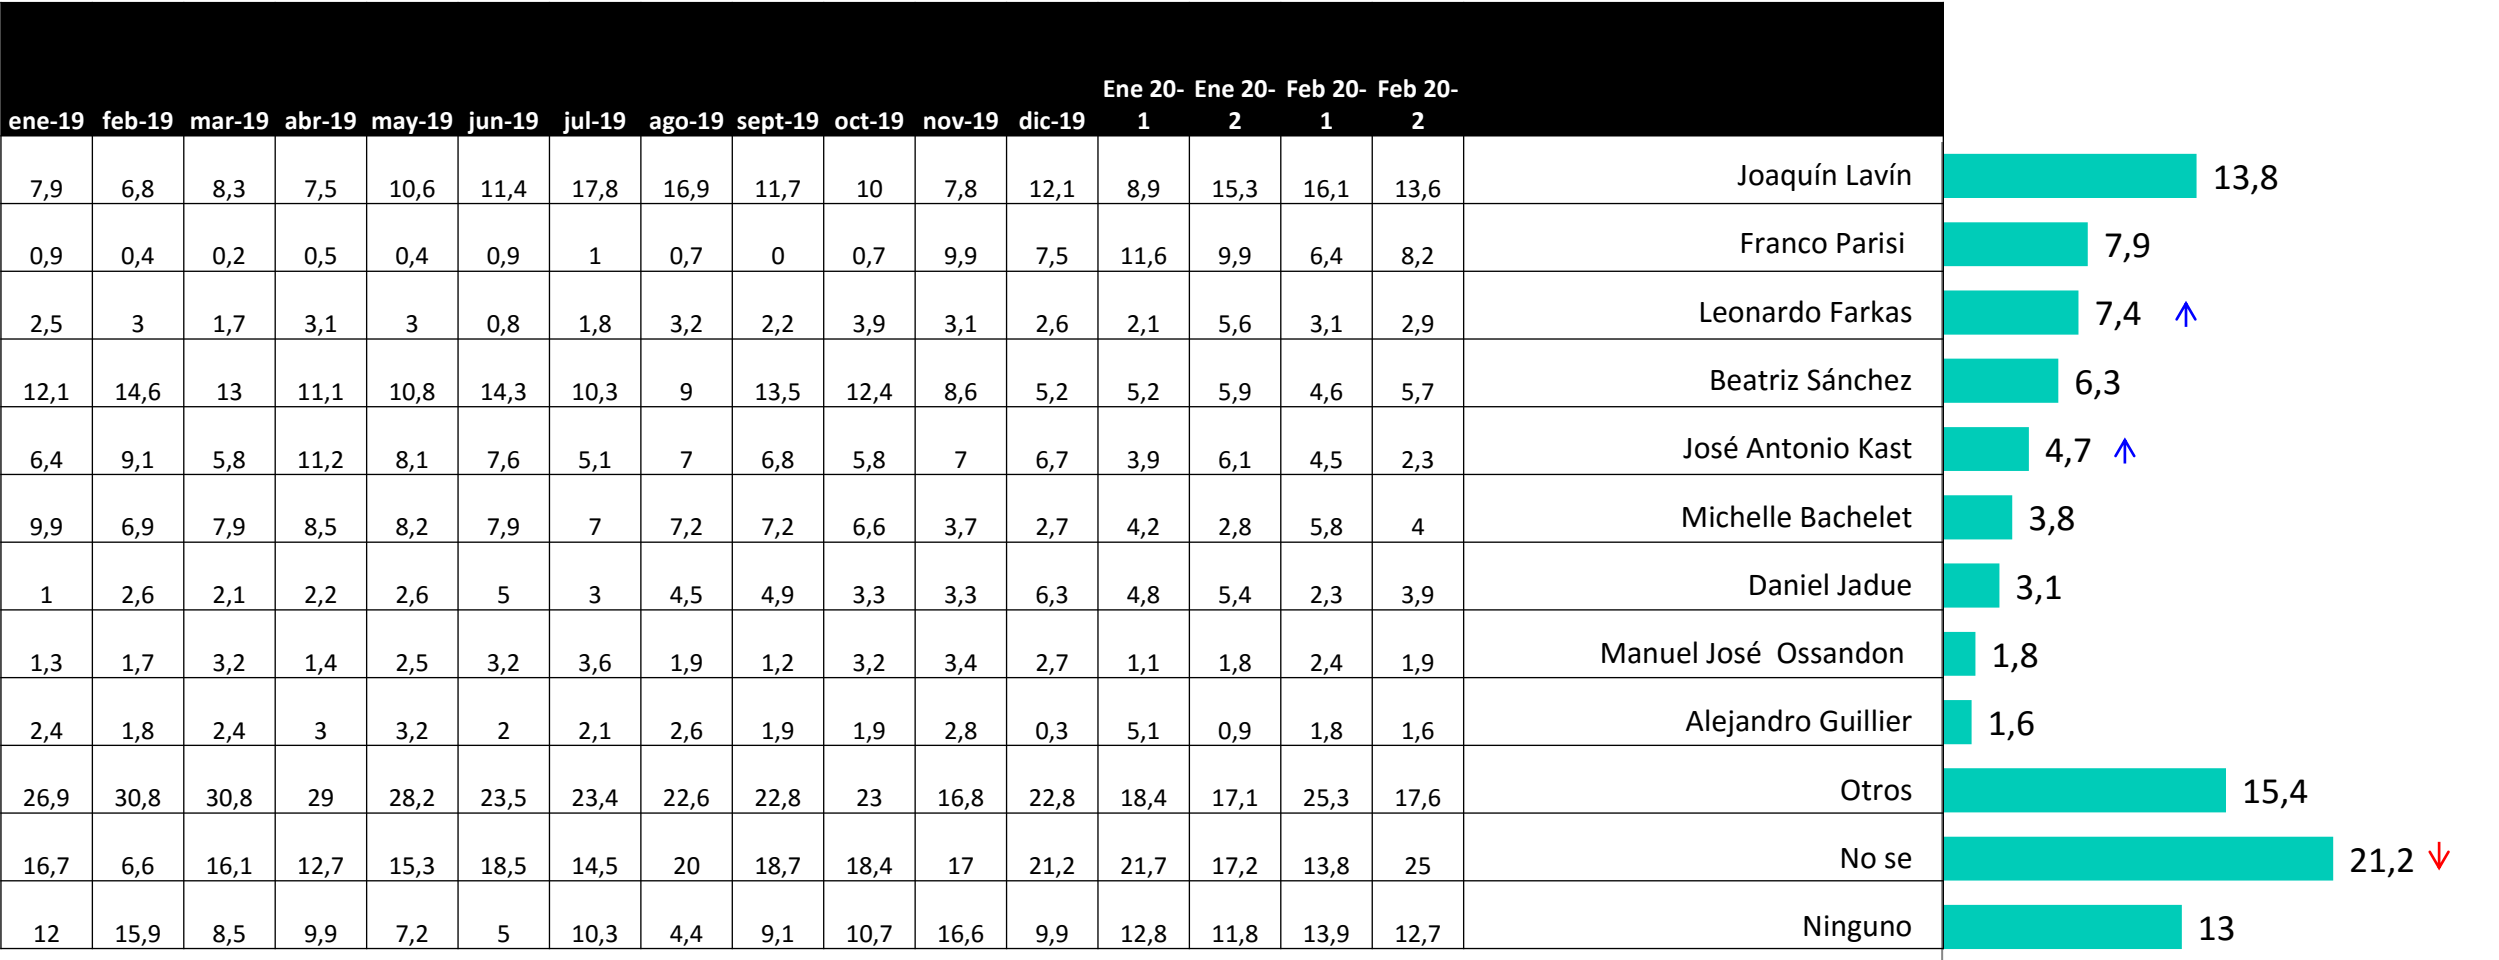 Ene 20- Ene 20- Feb 20- Feb 20-
ene-19 feb-19 mar-19 abr-19 may-19 jun-19 jul-19 ago-19 sept-19 oct-19 nov-19 dic-19 1 2 1 2
7,9 6,8 8,3 7,5 10,6 11,4 17,8 16,9 11,7 10 7,8 12,1 8,9 15,3 16,1 13,6 Joaquín Lavín 13,8
0,9 0,4 0,2 0,5 0,4 0,9 1 0,7 0 0,7 9,9 7,5 11,6 9,9 6,4 8,2 Franco Parisi 7,9
2,5 3 1,7 3,1 3 0,8 1,8 3,2 2,2 3,9 3,1 2,6 2,1 5,6 3,1 2,9 Leonardo Farkas 7,4 ↑
12,1 14,6 13 11,1 10,8 14,3 10,3 9 13,5 12,4 8,6 5,2 5,2 5,9 4,6 5,7 Beatriz Sánchez 6,3
6,4 9,1 5,8 11,2 8,1 7,6 5,1 7 6,8 5,8 7 6,7 3,9 6,1 4,5 2,3 José Antonio Kast 4,7 ↑
9,9 6,9 7,9 8,5 8,2 7,9 7 7,2 7,2 6,6 3,7 2,7 4,2 2,8 5,8 4 Michelle Bachelet 3,8
1 2,6 2,1 2,2 2,6 5 3 4,5 4,9 3,3 3,3 6,3 4,8 5,4 2,3 3,9 Daniel Jadue 3,1
1,3 1,7 3,2 1,4 2,5 3,2 3,6 1,9 1,2 3,2 3,4 2,7 1,1 1,8 2,4 1,9 Manuel José Ossandon 1,8
2,4 1,8 2,4 3 3,2 2 2,1 2,6 1,9 1,9 2,8 0,3 5,1 0,9 1,8 1,6 Alejandro Guillier 1,6
26,9 30,8 30,8 29 28,2 23,5 23,4 22,6 22,8 23 16,8 22,8 18,4 17,1 25,3 17,6 Otros 15,4
16,7 6,6 16,1 12,7 15,3 18,5 14,5 20 18,7 18,4 17 21,2 21,7 17,2 13,8 25 No se 21,2 ↓
12 15,9 8,5 9,9 7,2 5 10,3 4,4 9,1 10,7 16,6 9,9 12,8 11,8 13,9 12,7 Ninguno 13